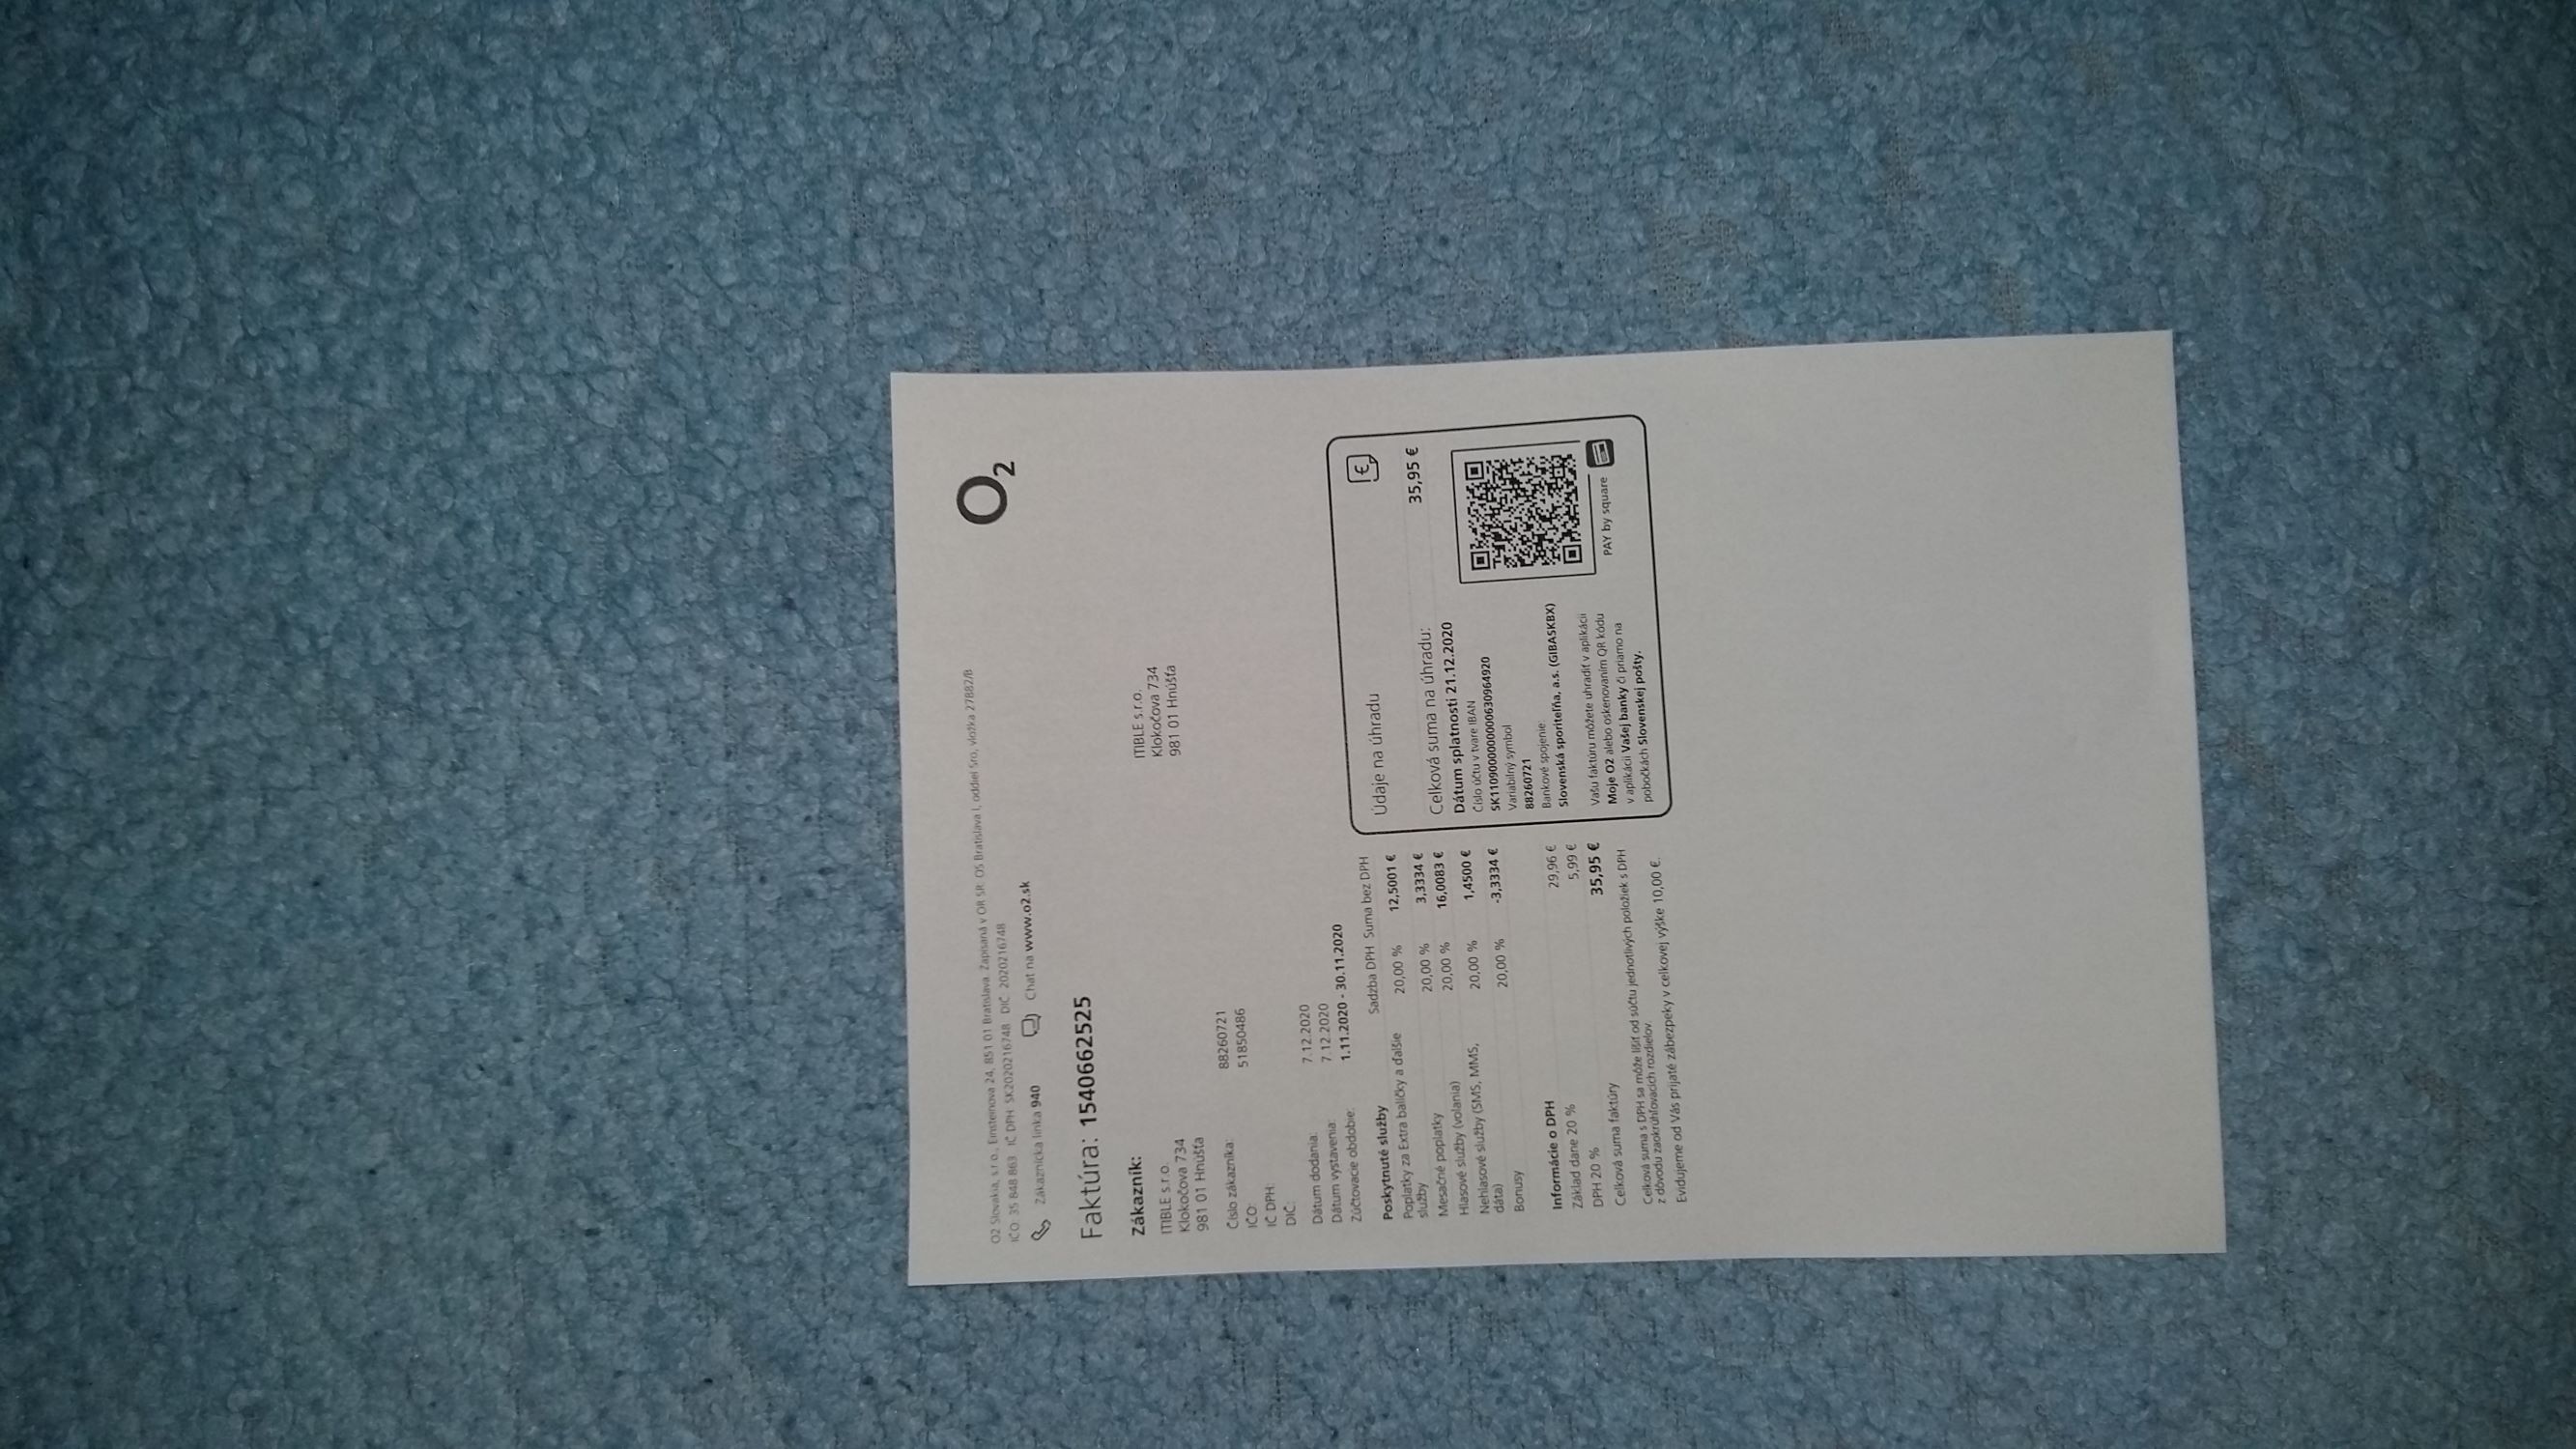 O2
O2 Slovakia, s.r.o., Einsteinova 24, 851 01 Bratislava. Zapísaná v OR SR: OS Bratislava I, oddiel Sro, vložka 27882/B
IČO: 35 848 863 IČ DPH: SK2020216748 DIČ: 2020216748
Zákaznícka linka 940 Chat na www.o2.sk
Faktúra: 1540662525
Zákazník:
ITIBLE s.r.o.
Klokočova 734
981 01 Hnúšťa
ITIBLE s.r.o.
Klokočova 734
981 01 Hnúšťa
Číslo zákazníka: 88260721
IČO: 51850486
IČ DPH:
DIČ:
Dátum dodania: 7.12.2020
Dátum vystavenia: 7.12.2020
Zúčtovacie obdobie: 1.11.2020 - 30.11.2020
Poskytnuté služby Sadzba DPH Suma bez DPH
Poplatky za Extra balíčky a ďalšie
služby 20,00 % 12,5001 €
Mesačné poplatky 20,00 % 3,3334 €
Hlasové služby (volania) 20,00 % 16,0083 €
Nehlasové služby (SMS, MMS,
dáta) 20,00 % 1,4500 €
Bonusy 20,00 % -3,3334 €
Informácie o DPH
Základ dane 20 % 29,96 €
DPH 20 % 5,99 €
Celková suma faktúry 35,95 €
Celková suma s DPH sa môže líšiť od súčtu jednotlivých položiek s DPH
z dôvodu zaokrúhľovacích rozdielov.
Evidujeme od Vás prijaté zábezpeky v celkovej výške 10,00 €.
Údaje na úhradu
€
Celková suma na úhradu: 35,95 €
Dátum splatnosti 21.12.2020
Číslo účtu v tvare IBAN
SK1109000000000630964920
Variabilný symbol
88260721
Bankové spojenie:
Slovenská sporiteľňa, a.s. (GIBASKBX)
Vašu faktúru môžete uhradiť v aplikácii
Moje O2 alebo oskenovaním QR kódu
v aplikácii Vašej banky či priamo na
pobočkách Slovenskej pošty.
PAY by square